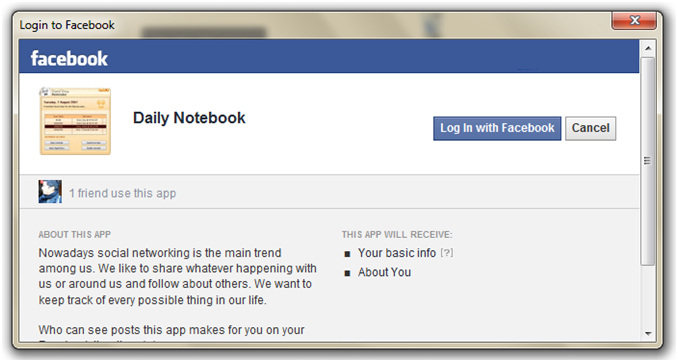 Login to Facebook
facebook
Daily Notebook
Log In with Facebook
Cancel
1 friend use this app
ABOUT THIS APP
Nowadays social networking is the main trend
among us. We like to share whatever happening with
us or around us and follow about others. We want to
keep track of every possible thing in our life.
Who can see posts this app makes for you on your
THIS APP WILL RECEIVE:
Your basic info [?]
About You